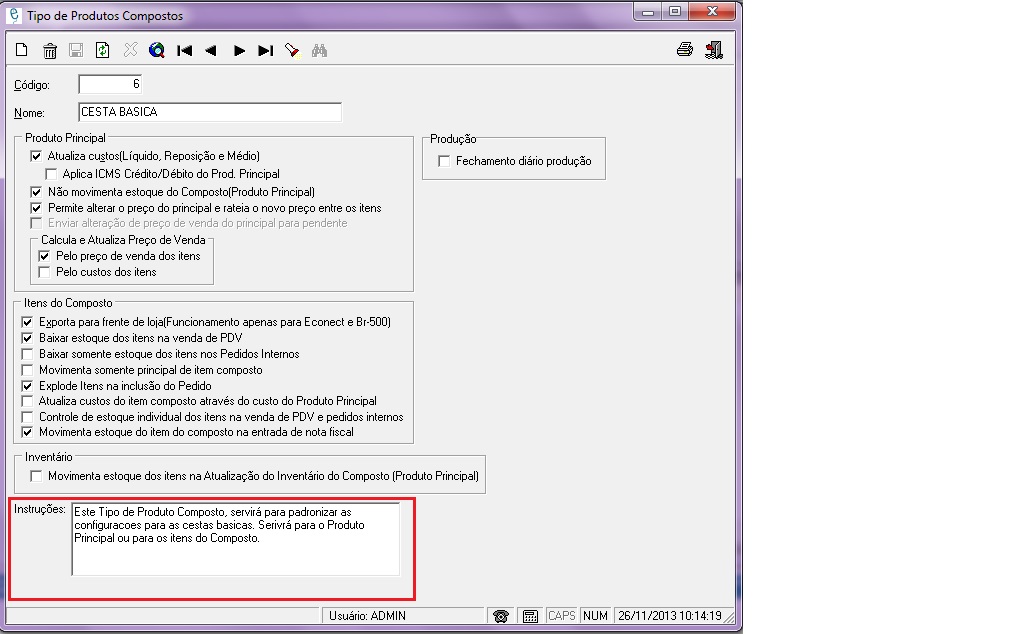 Tipo de Produtos Compostos
Código: 6
Nome: CESTA BASICA
Produto Principal
Atualiza custos(Líquido, Reposição e Médio)
Aplica ICMS Crédito/Débito do Prod. Principal
Não movimenta estoque do Composto(Produto Principal)
Permite alterar o preço do principal e rateia o novo preço entre os itens
Enviar alteração de preço de venda do principal para pendente
Calcula e Atualiza Preço de Venda
Pelo preço de venda dos itens
Pelo custos dos itens
Produção
Fechamento diário produção
Itens do Composto
Exporta para frente de loja(Funcionamento apenas para Econect e Br-500)
Baixar estoque dos itens na venda de PDV
Baixar somente estoque dos itens nos Pedidos Internos
Movimenta somente principal de item composto
Explode Itens na inclusão do Pedido
Atualiza custos do item composto através do custo do Produto Principal
Controle de estoque individual dos itens na venda de PDV e pedidos internos
Movimenta estoque do item do composto na entrada de nota fiscal
Inventário
Movimenta estoque dos itens na Atualização do Inventário do Composto (Produto Principal)
Instruções: Este Tipo de Produto Composto, servirá para padronizar as
configuracoes para as cestas basicas. Serivrá para o Produto
Principal ou para os itens do Composto.
Usuário: ADMIN CAPS NUM 26/11/2013 10:14:19